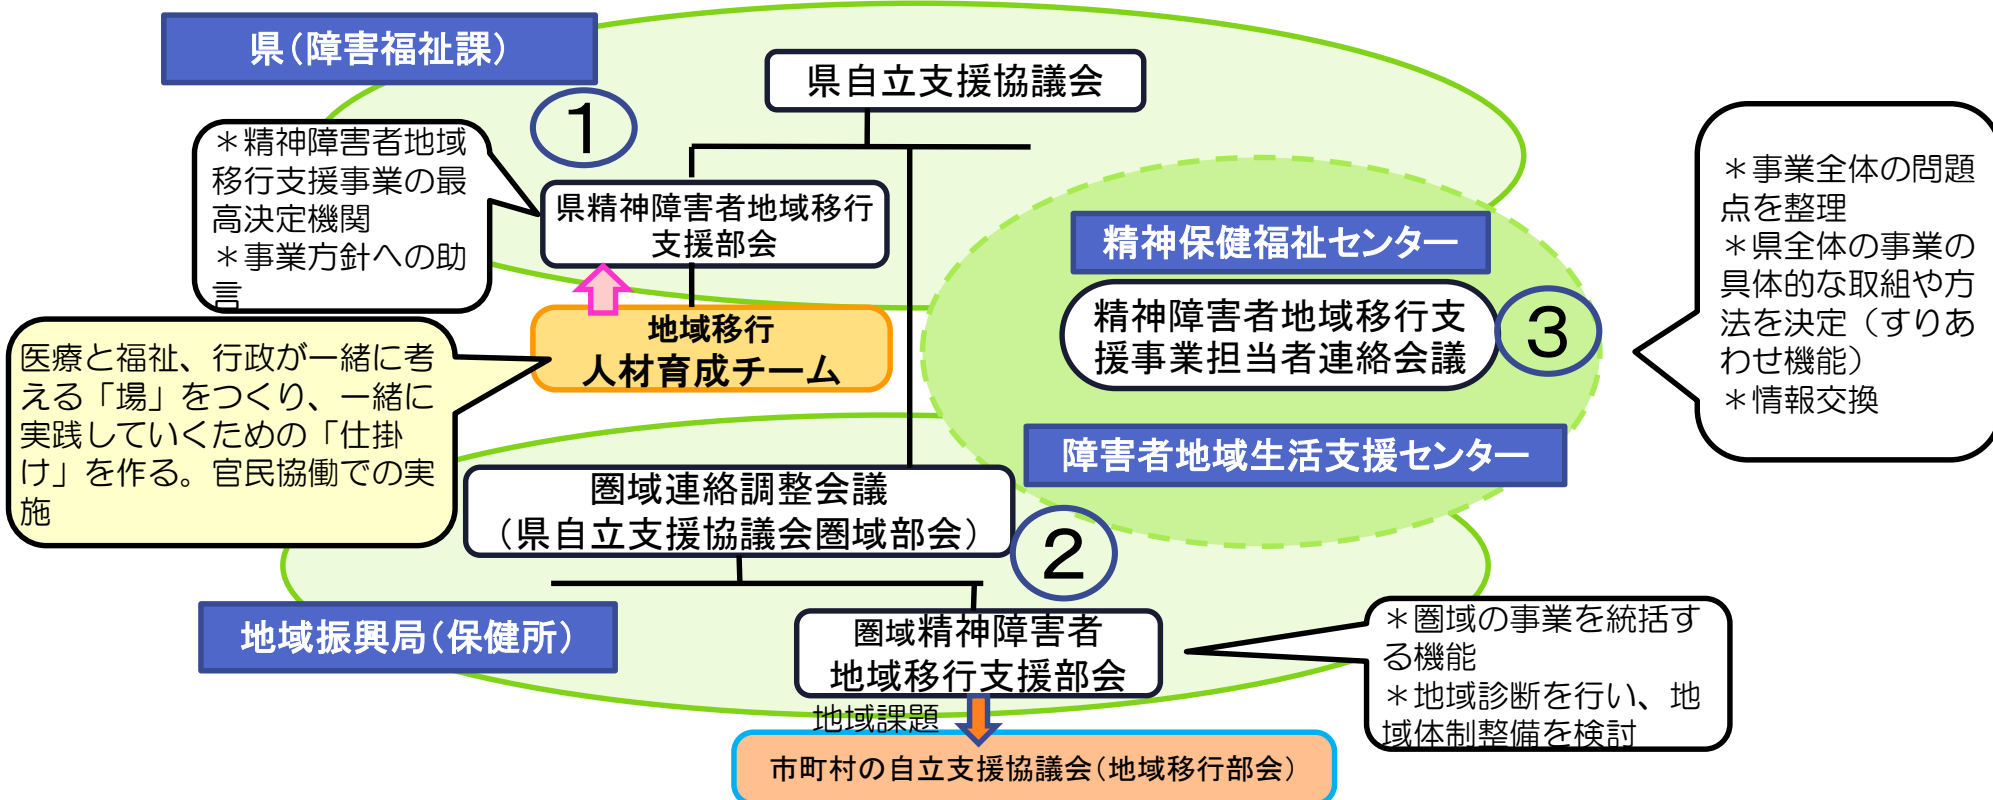 県（障害福祉課）
県自立支援協議会
１
＊精神障害者地域
移行支援事業の最
高決定機関
＊事業方針への助
言
県精神障害者地域移行
支援部会
地域移行
人材育成チーム
医療と福祉、行政が一緒に考
える「場」をつくり、一緒に
実践していくための「仕掛
け」を作る。官民協働での実
施
精神保健福祉センター
精神障害者地域移行支
援事業担当者連絡会議
３
＊事業全体の問題
点を整理
＊県全体の事業の
具体的な取組や方
法を決定（すりあ
わせ機能）
＊情報交換
障害者地域生活支援センター
圏域連絡調整会議
（県自立支援協議会圏域部会）
２
地域振興局（保健所）
圏域精神障害者
地域移行支援部会
＊圏域の事業を統括す
る機能
＊地域診断を行い、地
域体制整備を検討
地域課題
市町村の自立支援協議会（地域移行部会）